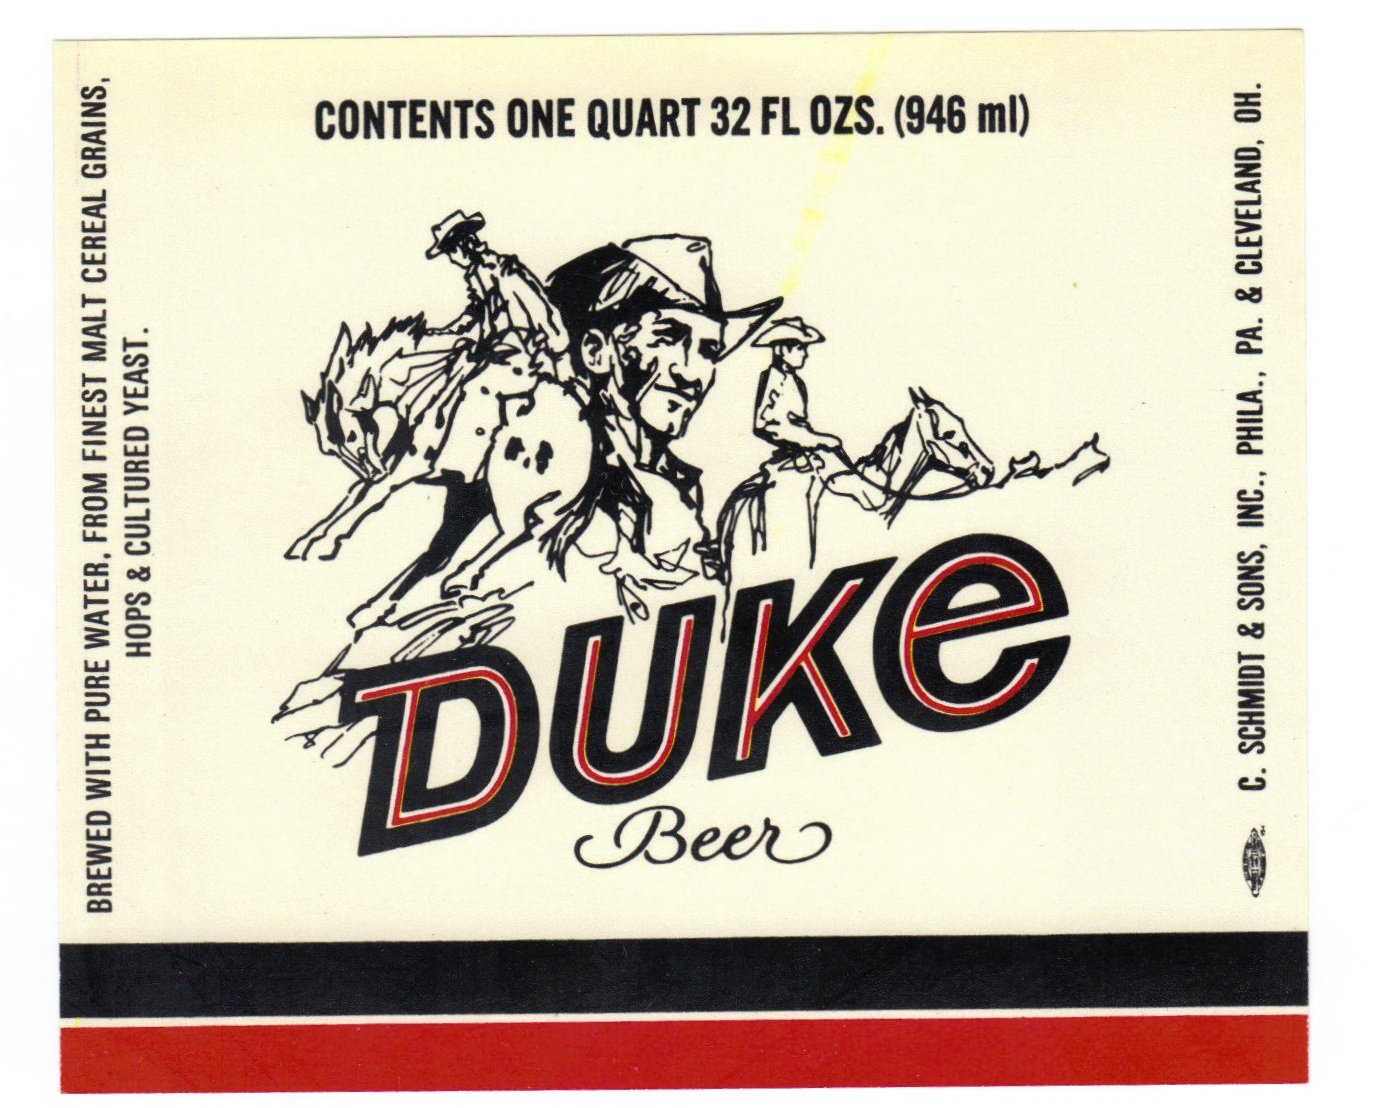 CONTENTS ONE QUART 32 FL OZS. (946 ml)
BREWED WITH PURE WATER, FROM FINEST MALT CEREAL GRAINS,
HOPS & CULTURED YEAST.
DUKe
Beer
C. SCHMIDT & SONS, INC., PHILA., PA. & CLEVELAND, OH.